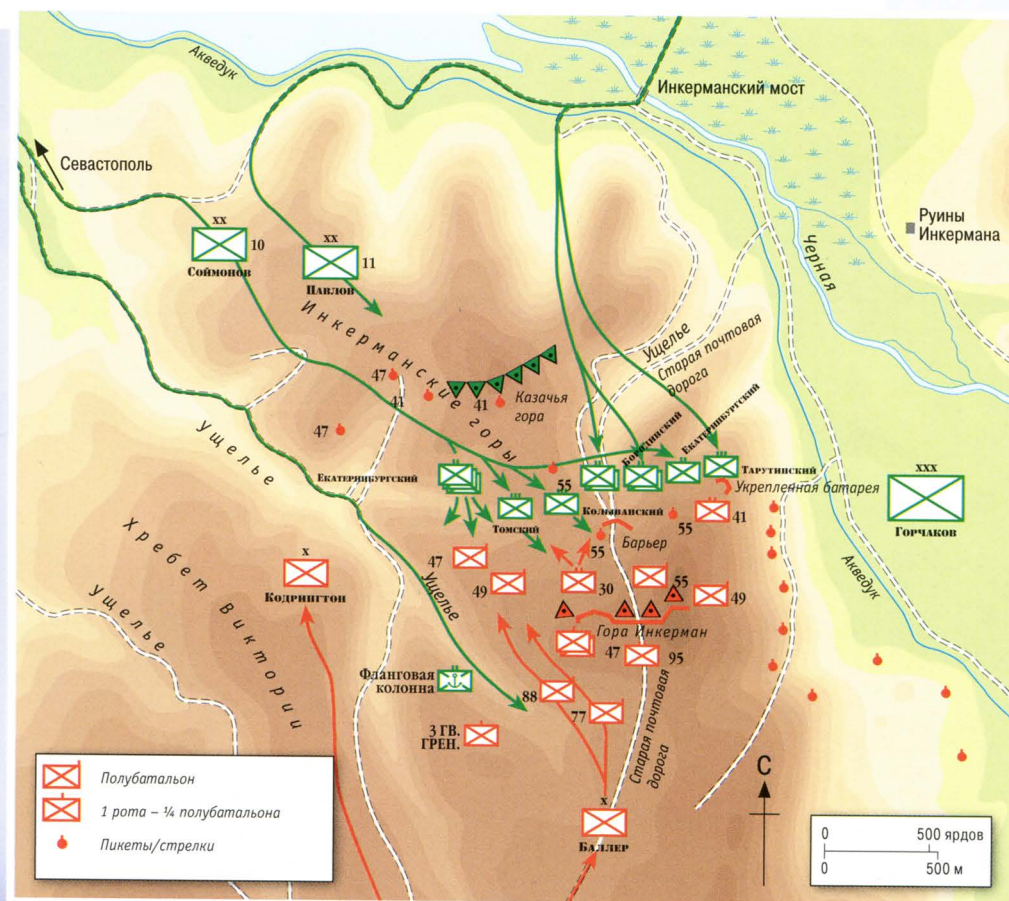 Акведук
Инкерманский мост
Севастополь
Руины
Инкермана
Черная
xx
10
Соймонов
xx
11
Павлов
Инкерманские горы
Ущелье
Старая почтовая
дорога
47
41
41
Казачья
гора
47
Ущелье
Екатеринбургский
Томский
55
Колыванский
Бородинский
Екатеринбургский
Тарутинский
Укрепленная батарея
41
55
55
Барьер
xxx
Горчаков
Акведук
Хребет Виктории
Ущелье
x
Кодрингтон
47
49
Ущелье
30
55
49
Гора Инкерман
47
95
Фланговая
колонна
88
77
3 ГВ.
ГРЕН.
Старая почтовая
дорога
x
Баллер
С
Полубатальон
1 рота – ¼ полубатальона
Пикеты/стрелки
0 500 ярдов
0 500 м